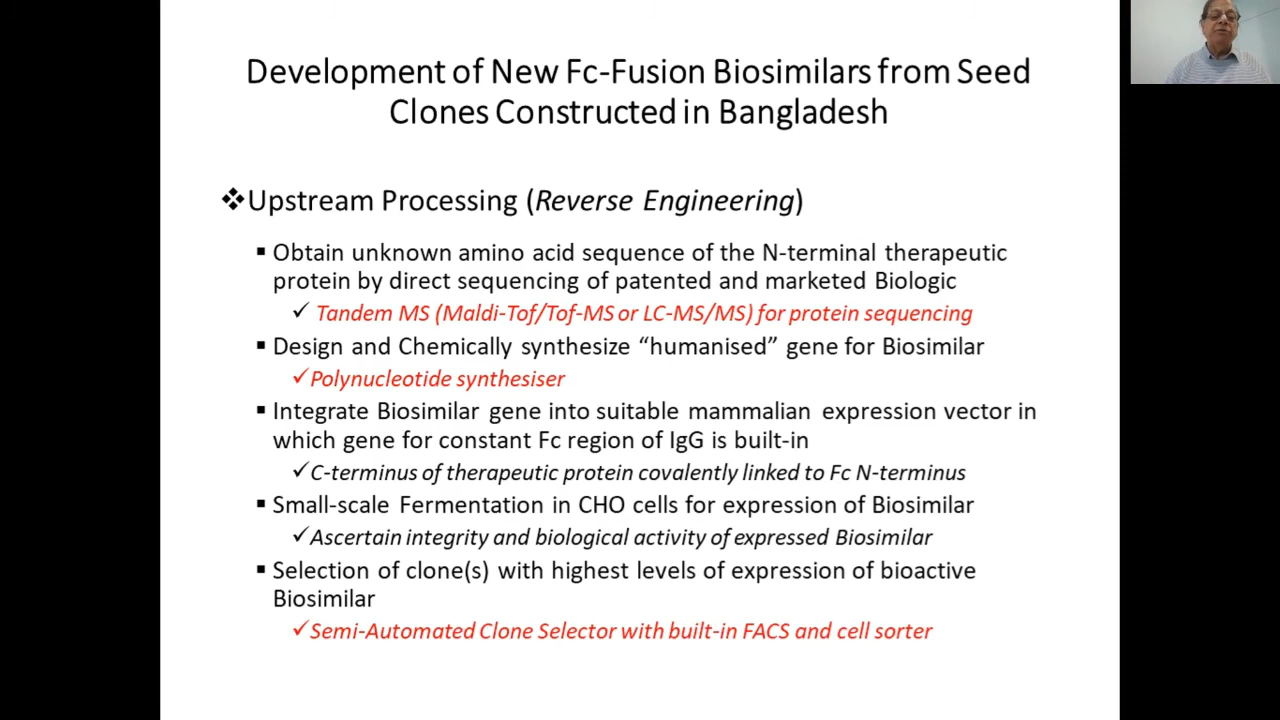 Development of New Fc-Fusion Biosimilars from Seed
Clones Constructed in Bangladesh
❖Upstream Processing (Reverse Engineering)
▪ Obtain unknown amino acid sequence of the N-terminal therapeutic
protein by direct sequencing of patented and marketed Biologic
✓ Tandem MS (Maldi-Tof/Tof-MS or LC-MS/MS) for protein sequencing
▪ Design and Chemically synthesize “humanised” gene for Biosimilar
✓Polynucleotide synthesiser
▪ Integrate Biosimilar gene into suitable mammalian expression vector in
which gene for constant Fc region of IgG is built-in
✓C-terminus of therapeutic protein covalently linked to Fc N-terminus
▪ Small-scale Fermentation in CHO cells for expression of Biosimilar
✓Ascertain integrity and biological activity of expressed Biosimilar
▪ Selection of clone(s) with highest levels of expression of bioactive
Biosimilar
✓Semi-Automated Clone Selector with built-in FACS and cell sorter